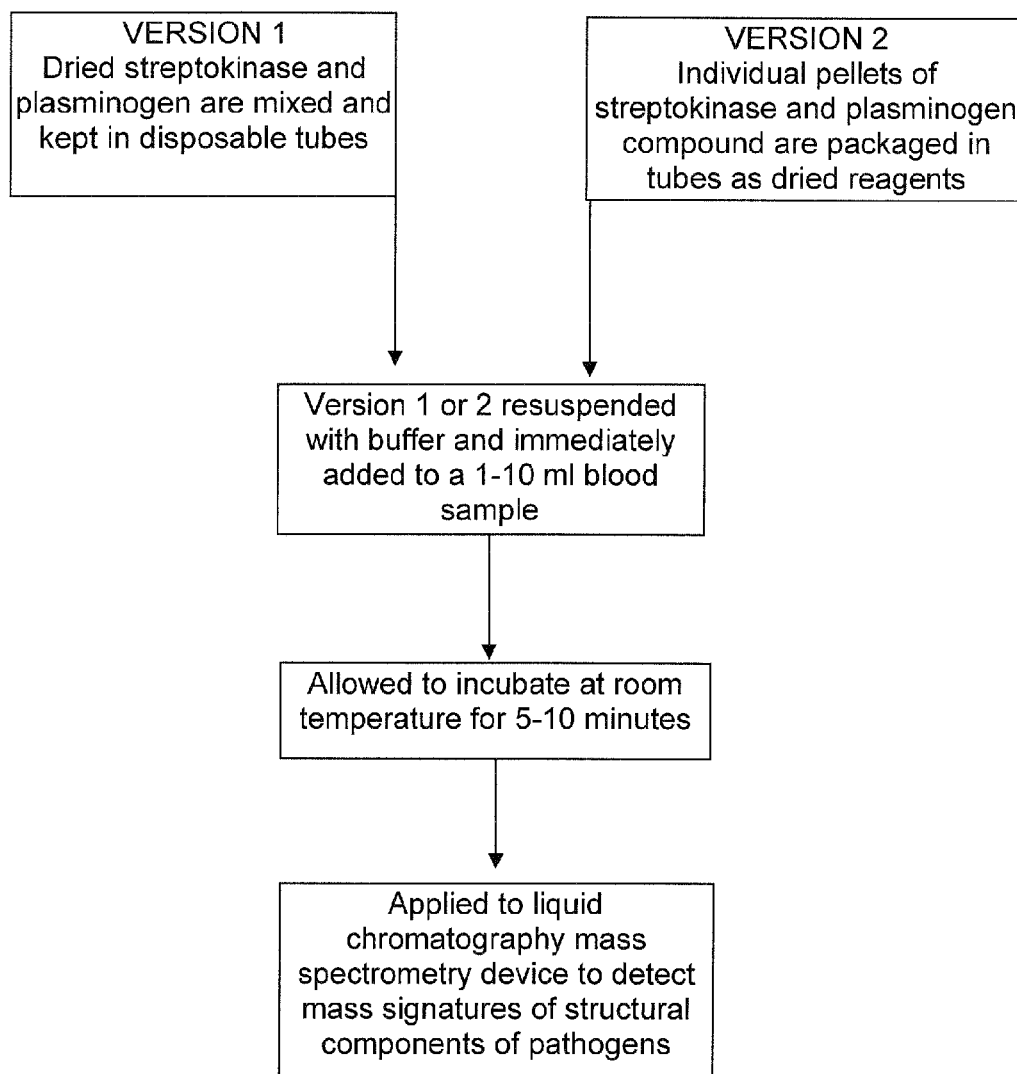 VERSION 1
Dried streptokinase and
plasminogen are mixed and
kept in disposable tubes
VERSION 2
Individual pellets of
streptokinase and plasminogen
compound are packaged in
tubes as dried reagents
Version 1 or 2 resuspended
with buffer and immediately
added to a 1-10 ml blood
sample
Allowed to incubate at room
temperature for 5-10 minutes
Applied to liquid
chromatography mass
spectrometry device to detect
mass signatures of structural
components of pathogens